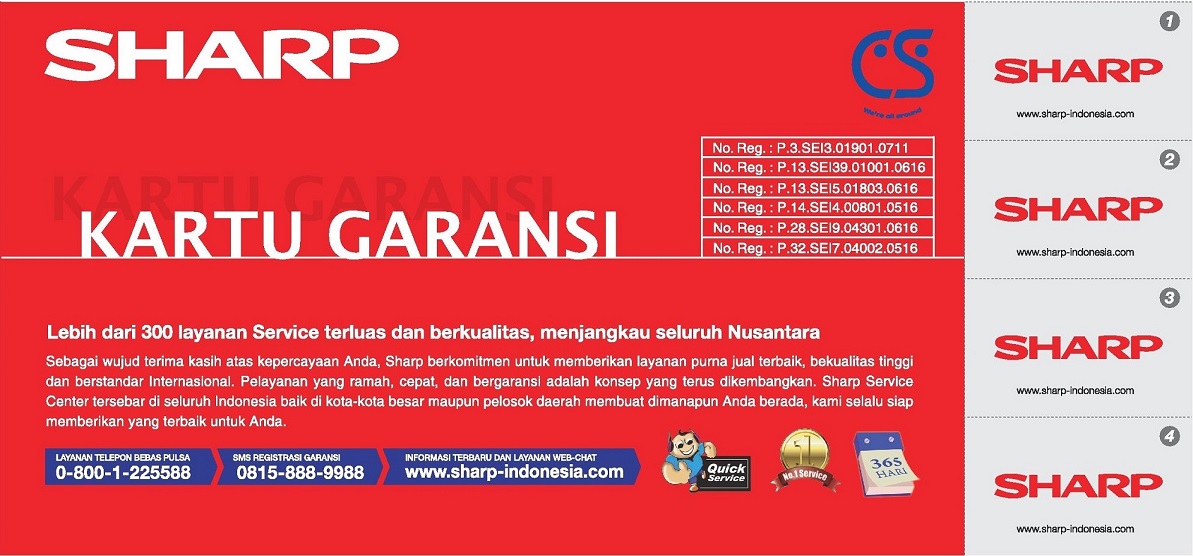 SHARP
CS
you're all around
No. Reg. : P.3.SEI3.01901.0711
No. Reg. : P.13.SEI39.01001.0616
No. Reg. : P.13.SEI5.01803.0616
No. Reg. : P.14.SEI4.00801.0516
No. Reg. : P.28.SEI9.04301.0616
No. Reg. : P.32.SEI7.04002.0516
KARTU GARANSI
KARTU GARANSI
Lebih dari 300 layanan Service terluas dan berkualitas, menjangkau seluruh Nusantara
Sebagai wujud terima kasih atas kepercayaan Anda, Sharp berkomitmen untuk memberikan layanan purna jual terbaik, bekualitas tinggi
dan berstandar Internasional. Pelayanan yang ramah, cepat, dan bergaransi adalah konsep yang terus dikembangkan. Sharp Service
Center tersebar di seluruh Indonesia baik di kota-kota besar maupun pelosok daerah membuat dimanapun Anda berada, kami selalu siap
memberikan yang terbaik untuk Anda.
LAYANAN TELEPON BEBAS PULSA
0-800-1-225588
SMS REGISTRASI GARANSI
0815-888-9988
INFORMASI TERBARU DAN LAYANAN WEB-CHAT
www.sharp-indonesia.com
Quick
Service
1
No.1 Service
365
HARI
1
SHARP
www.sharp-indonesia.com
2
SHARP
www.sharp-indonesia.com
3
SHARP
www.sharp-indonesia.com
4
SHARP
www.sharp-indonesia.com